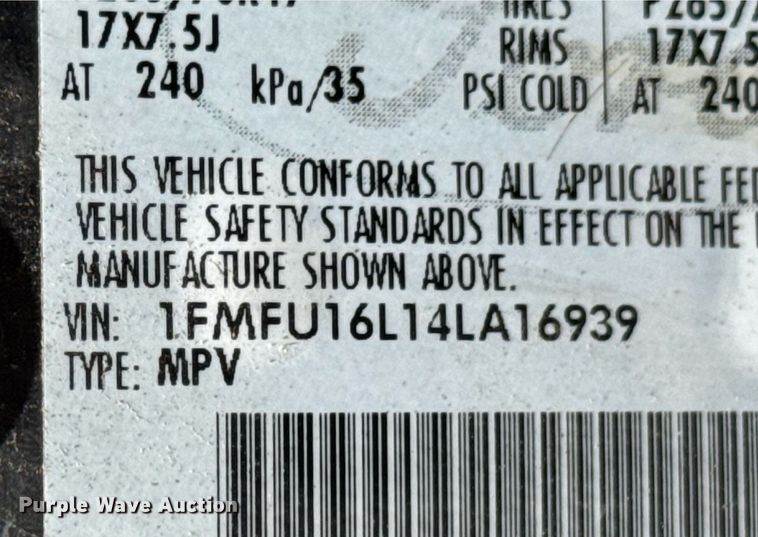 17X7.5J RIMS 17X7.5
AT 240 kPa/35 PSI COLD AT 240
THIS VEHICLE CONFORMS TO ALL APPLICABLE FED
VEHICLE SAFETY STANDARDS IN EFFECT ON THE
MANUFACTURE SHOWN ABOVE.
VIN: 1FMFU16L14LA16939
TYPE: MPV
Purple Wave Auction